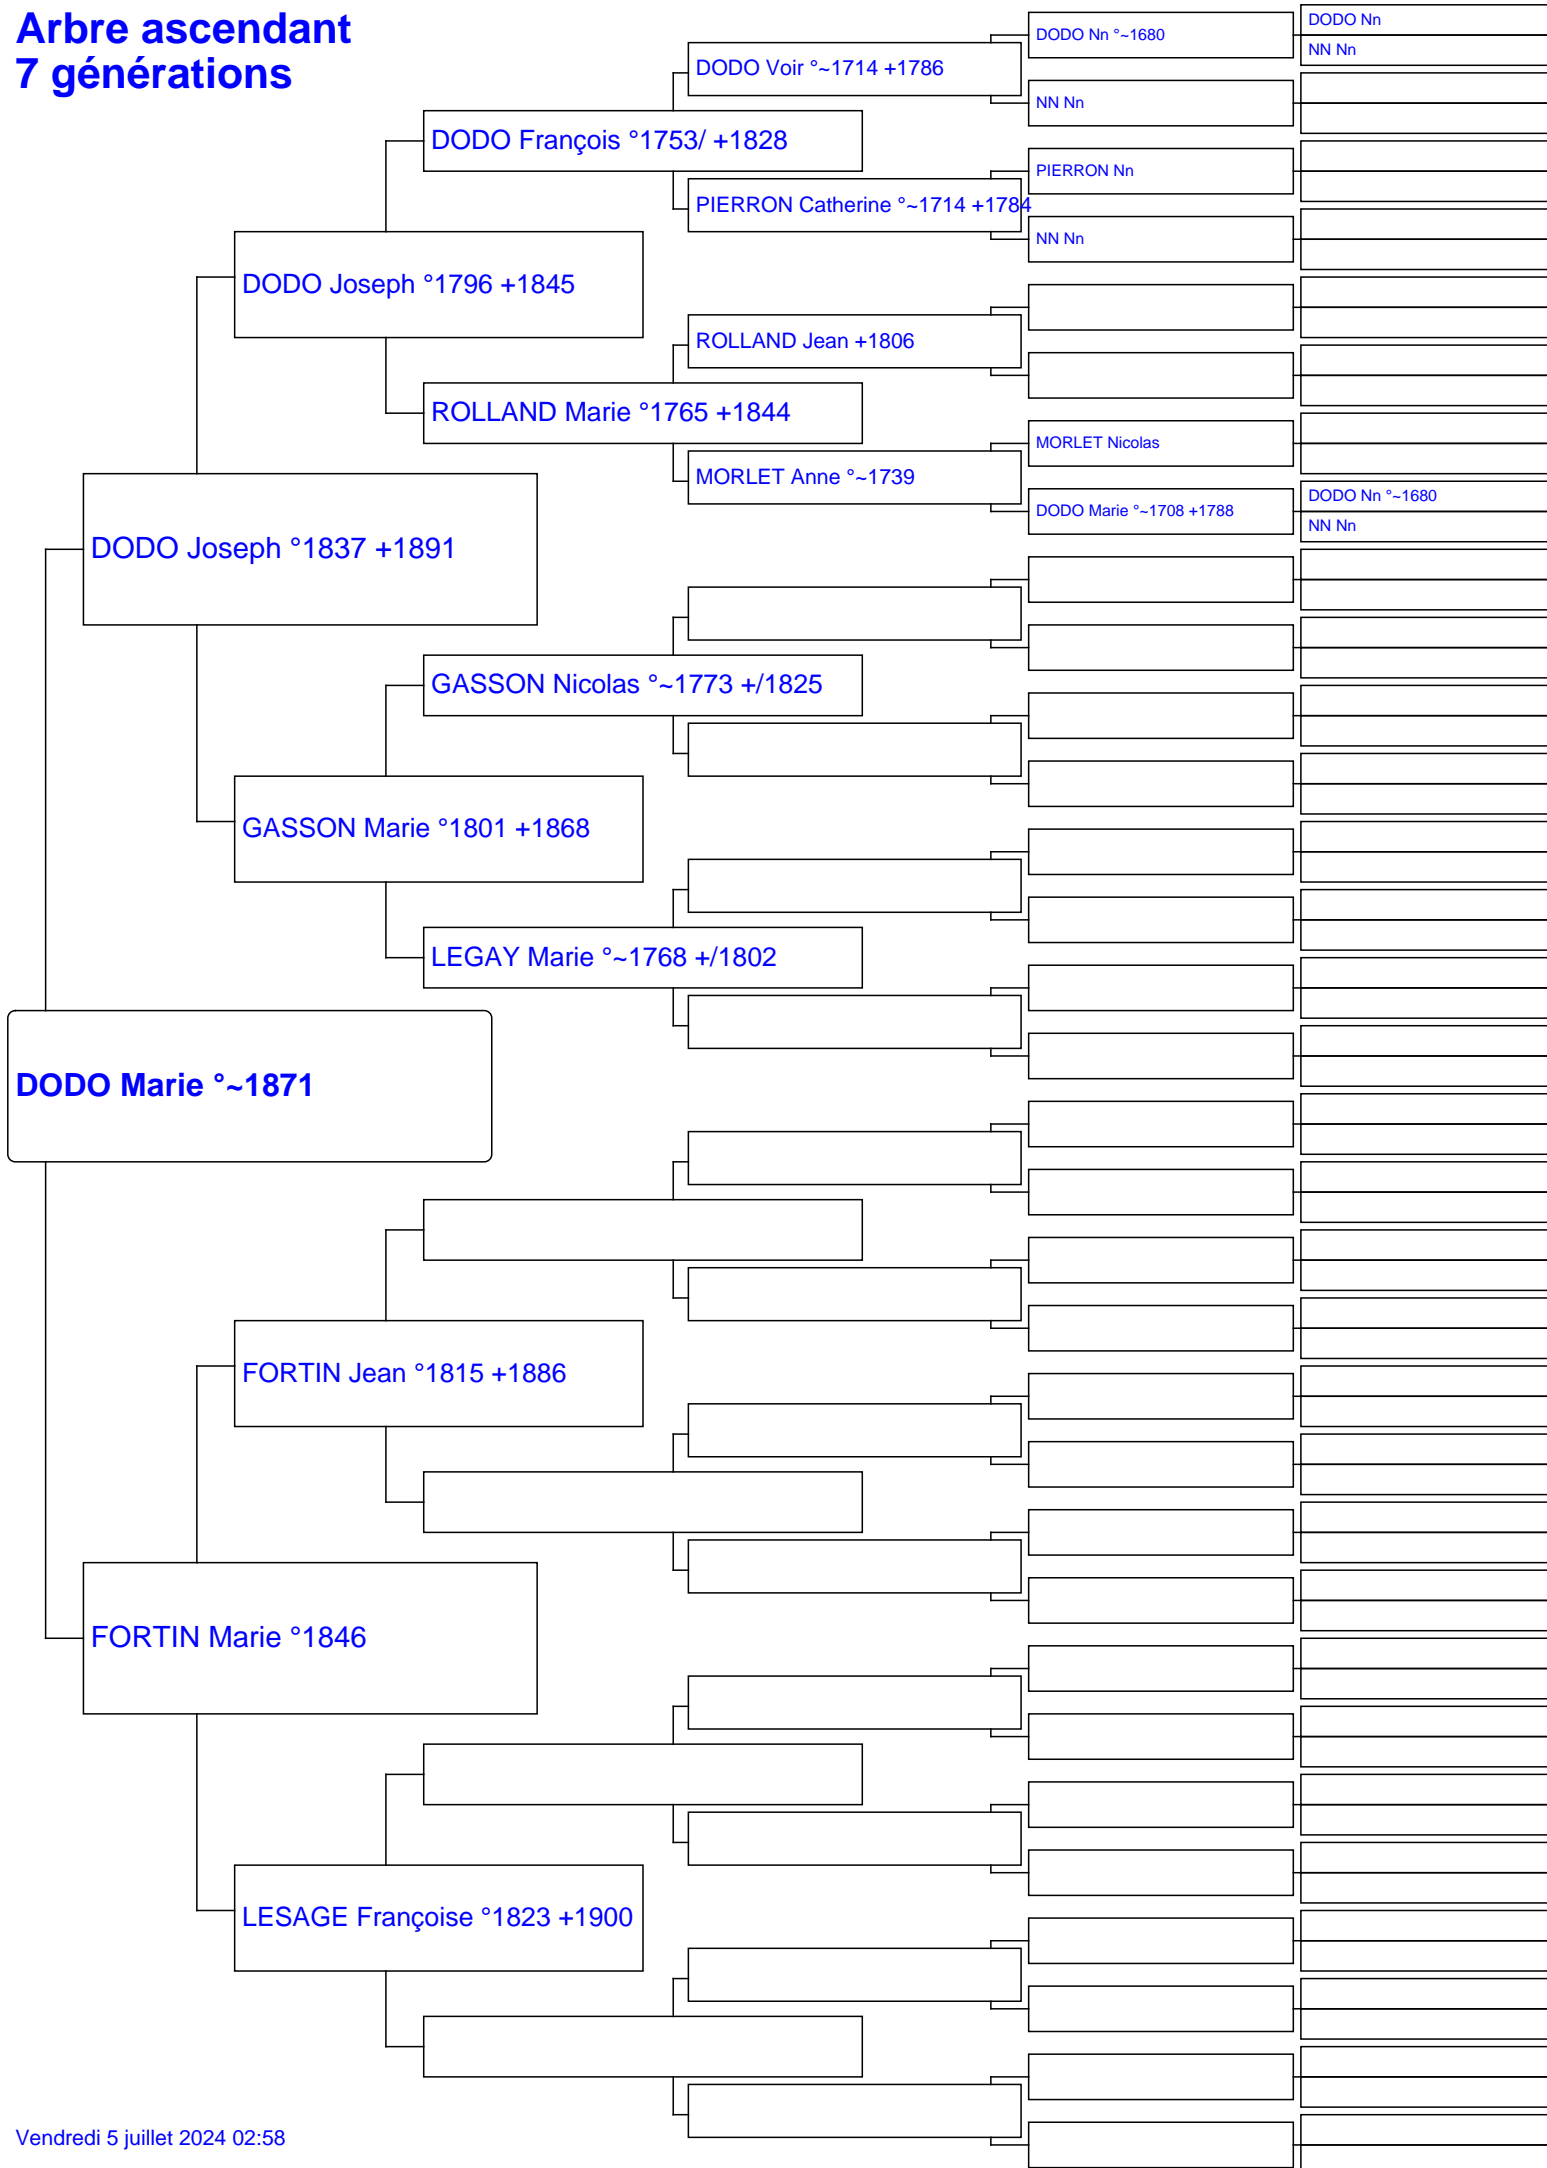 Arbre ascendant
7 générations
DODO Nn
NN Nn
DODO Nn °~1680
DODO Voir °~1714 +1786
NN Nn
DODO François °1753/ +1828
PIERRON Nn
PIERRON Catherine °~1714 +1784
NN Nn
DODO Joseph °1796 +1845
ROLLAND Jean +1806
ROLLAND Marie °1765 +1844
MORLET Nicolas
MORLET Anne °~1739
DODO Nn °~1680
DODO Marie °~1708 +1788
NN Nn
DODO Joseph °1837 +1891
GASSON Nicolas °~1773 +/1825
GASSON Marie °1801 +1868
LEGAY Marie °~1768 +/1802
DODO Marie °~1871
FORTIN Jean °1815 +1886
FORTIN Marie °1846
LESAGE Françoise °1823 +1900
Vendredi 5 juillet 2024 02:58